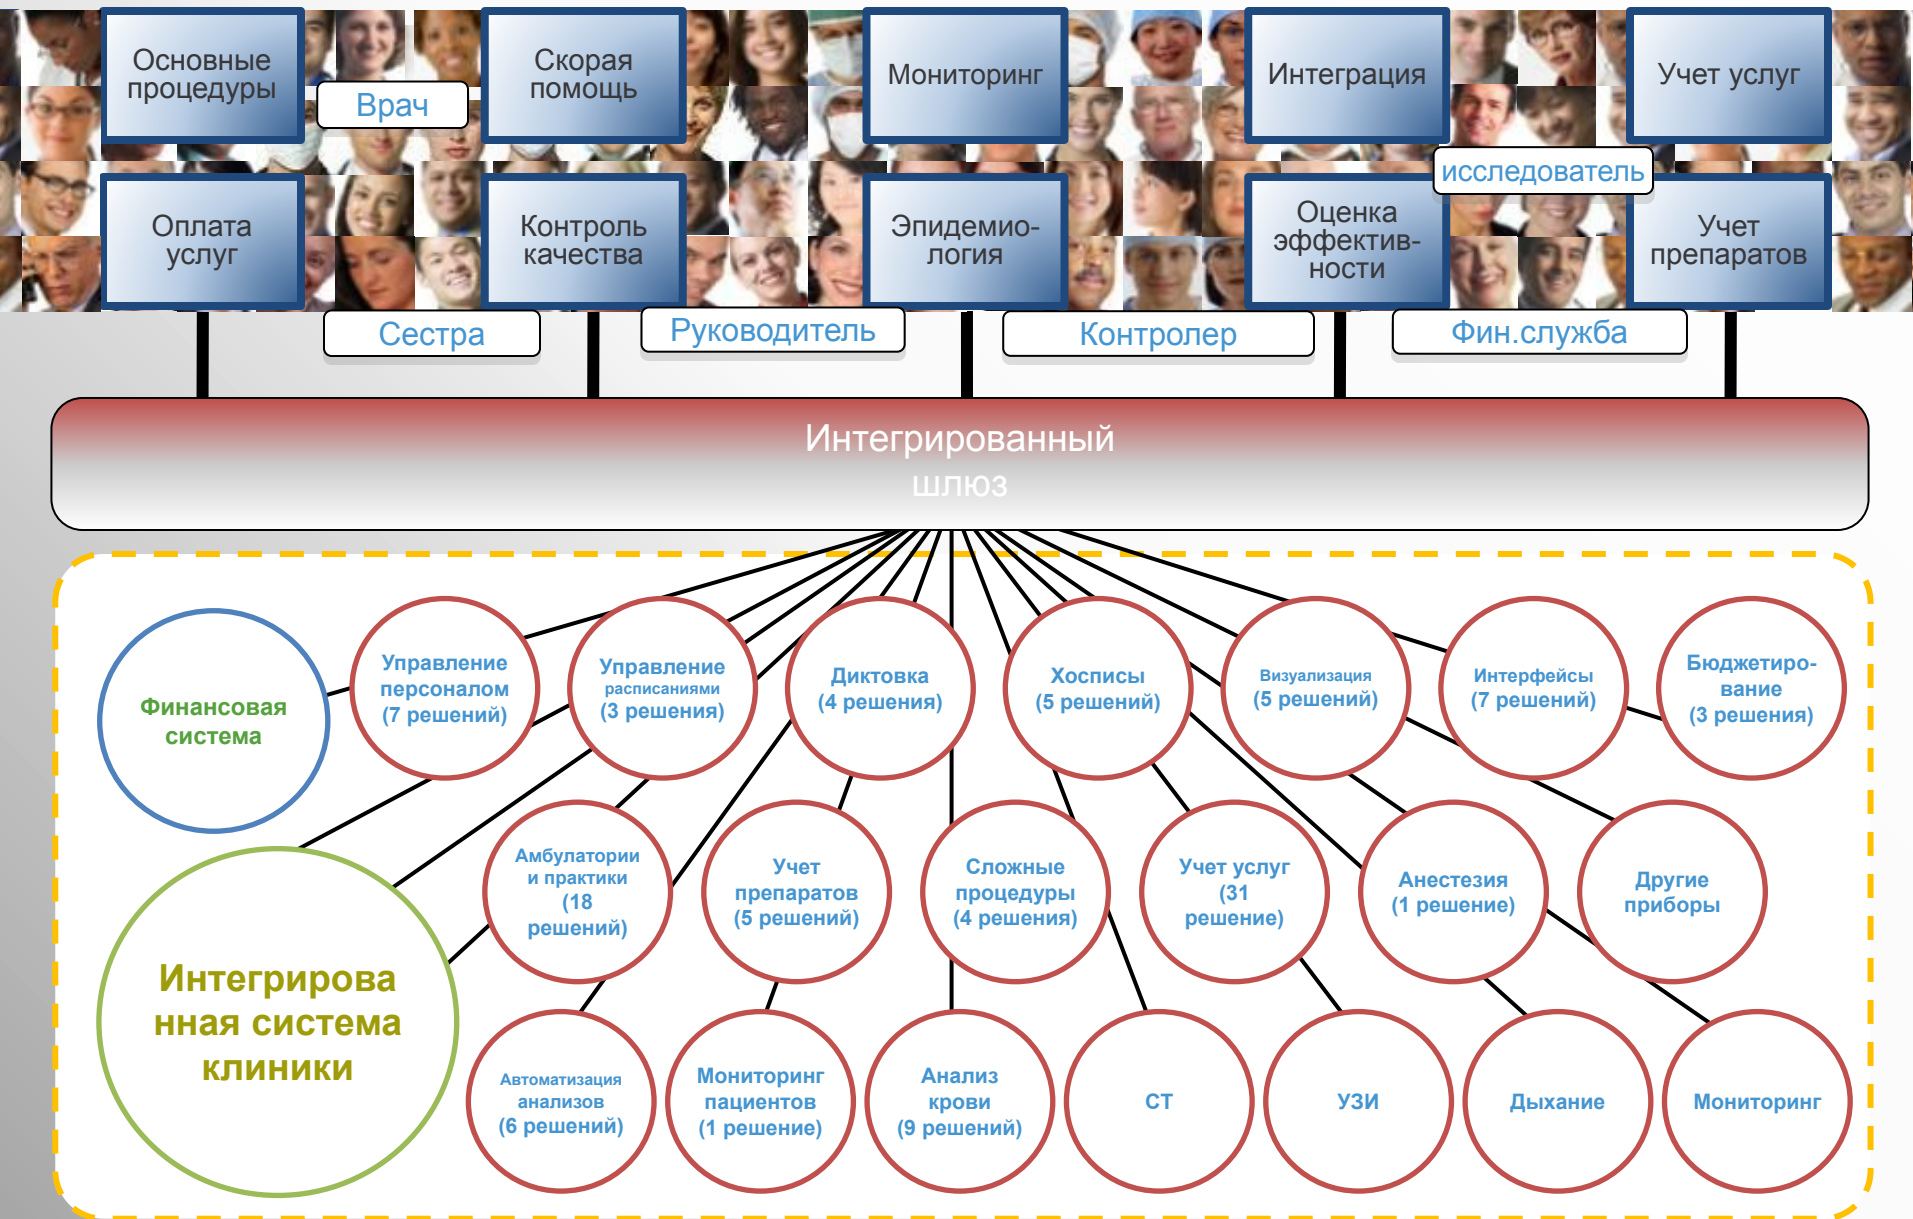 Основные
процедуры
Врач
Скорая
помощь
Мониторинг
Интеграция
Учет услуг
исследователь
Оплата
услуг
Контроль
качества
Эпидемио-
логия
Оценка
эффектив-
ности
Учет
препаратов
Сестра
Руководитель
Контролер
Фин.служба
Интегрированный
шлюз
Финансовая
система
Управление
персоналом
(7 решений)
Управление
расписаниями
(3 решения)
Диктовка
(4 решения)
Хосписы
(5 решений)
Визуализация
(5 решений)
Интерфейсы
(7 решений)
Бюджетиро-
вание
(3 решения)
Амбулатории
и практики
(18
решений)
Учет
препаратов
(5 решений)
Сложные
процедуры
(4 решения)
Учет услуг
(31
решение)
Анестезия
(1 решение)
Другие
приборы
Интегрирова
нная система
клиники
Автоматизация
анализов
(6 решений)
Мониторинг
пациентов
(1 решение)
Анализ
крови
(9 решений)
СТ
УЗИ
Дыхание
Мониторинг